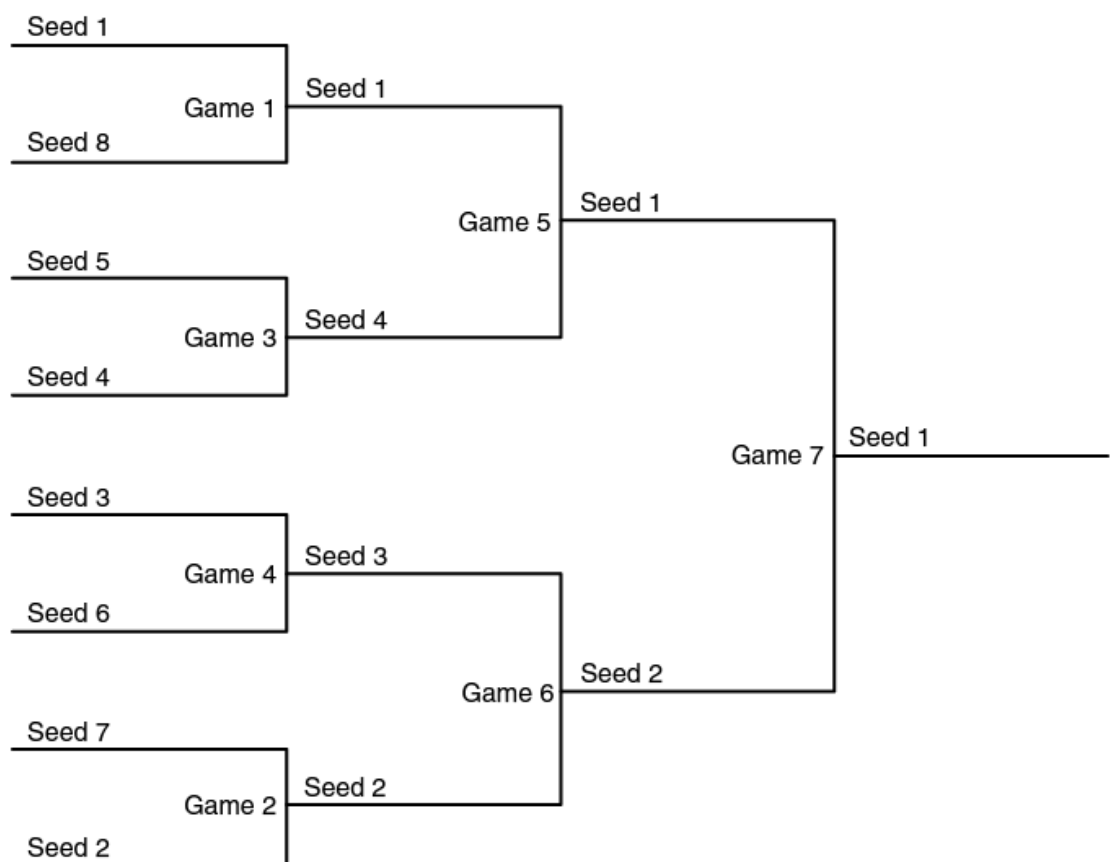 Seed 1
Game 1
Seed 1
Seed 8
Game 5
Seed 1
Seed 5
Game 3
Seed 4
Seed 4
Game 7
Seed 1
Seed 3
Game 4
Seed 3
Seed 6
Game 6
Seed 2
Seed 7
Game 2
Seed 2
Seed 2